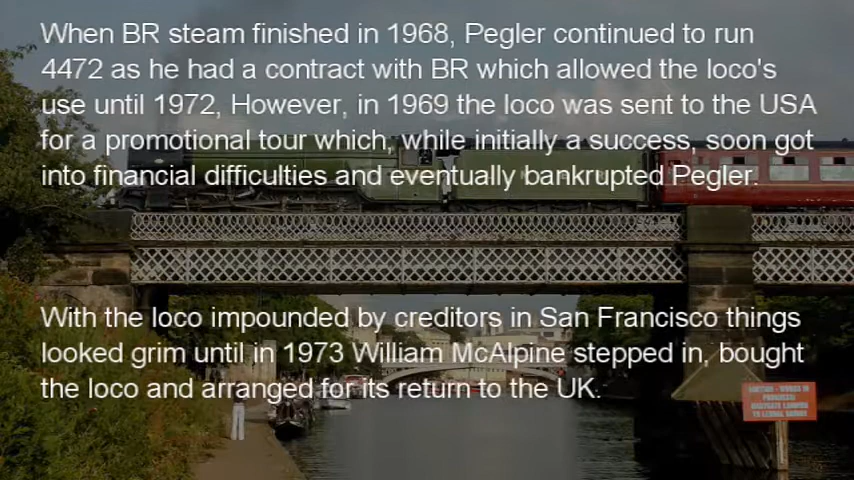 When BR steam finished in 1968, Pegler continued to run
4472 as he had a contract with BR which allowed the loco's
use until 1972, However, in 1969 the loco was sent to the USA
for a promotional tour which, while initially a success, soon got
into financial difficulties and eventually bankrupted Pegler.
With the loco impounded by creditors in San Francisco things
looked grim until in 1973 William McAlpine stepped in, bought
the loco and arranged for its return to the UK.